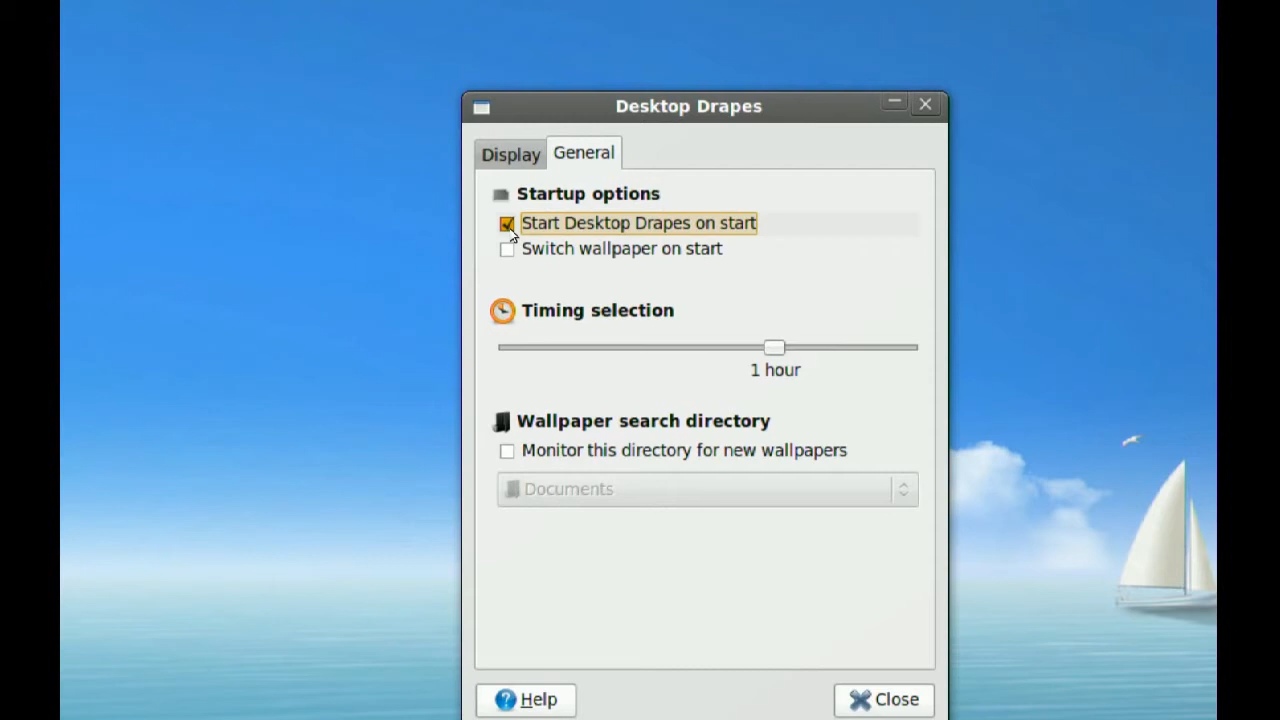 Desktop Drapes
Display General
Startup options
Start Desktop Drapes on start
Switch wallpaper on start
Timing selection
1 hour
Wallpaper search directory
Monitor this directory for new wallpapers
Documents
Help Close